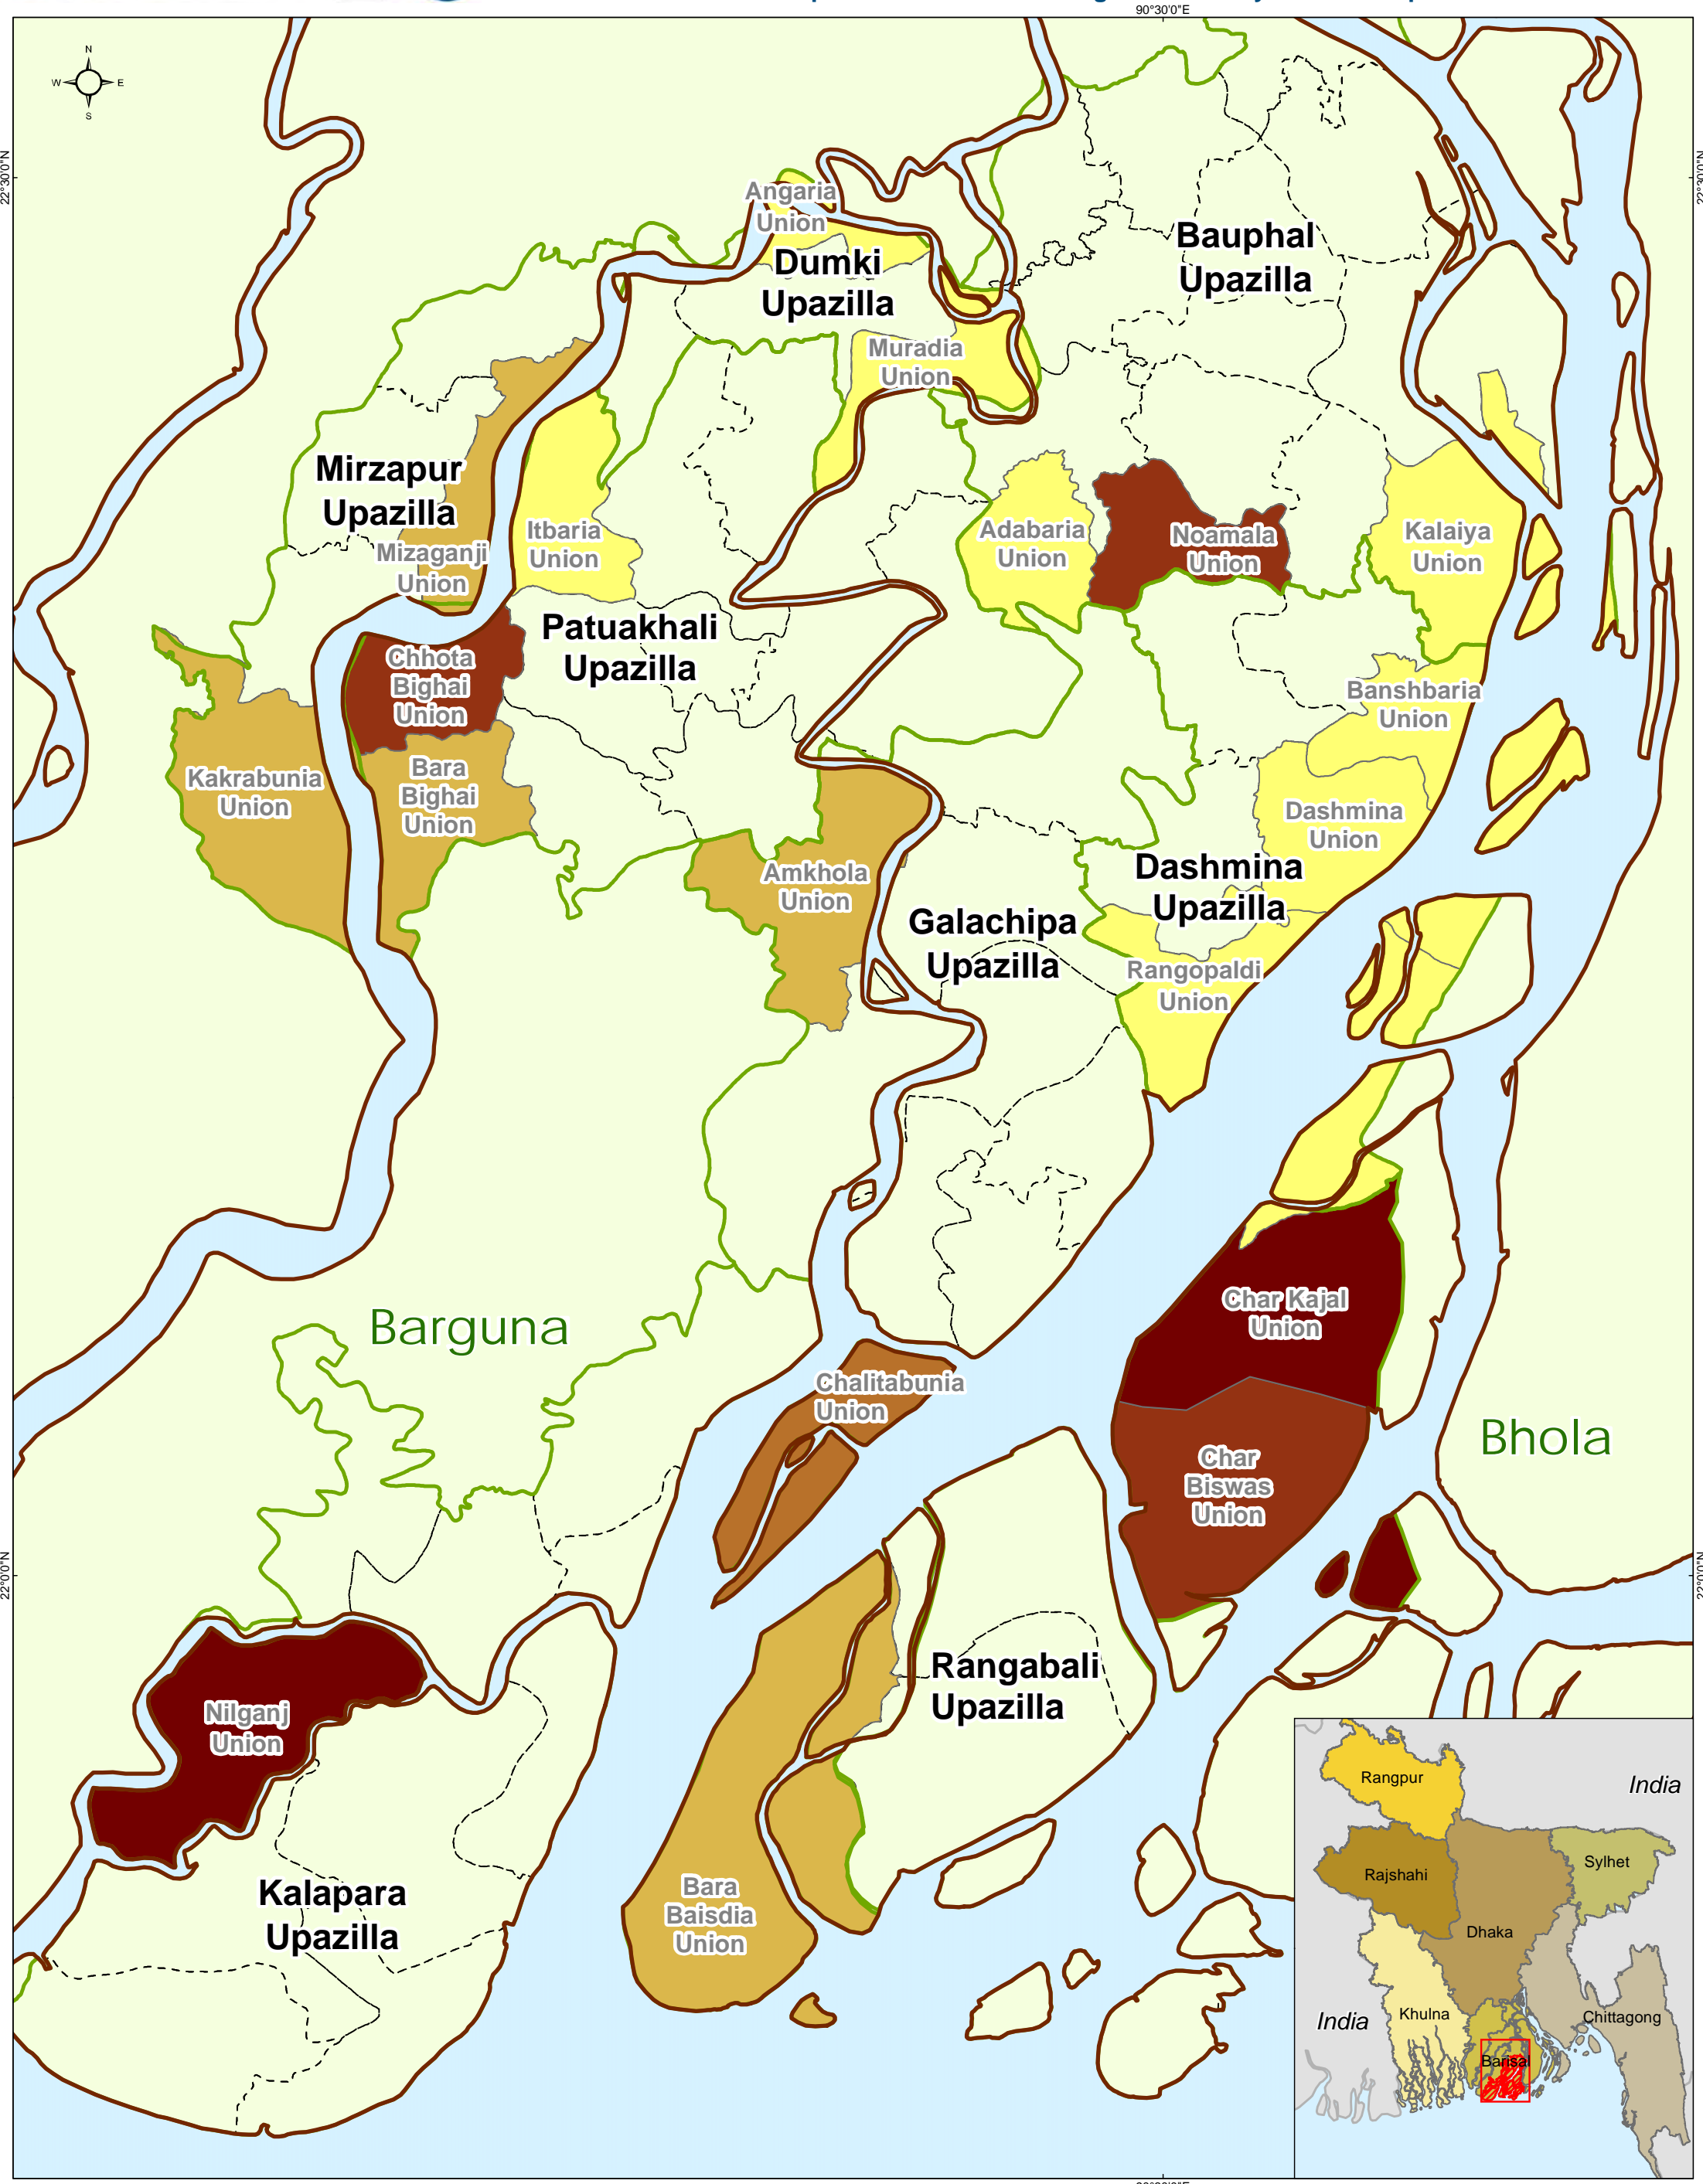 90°30'0"E
N
W E
S
22°30'0"N
Angaria
Union
Bauphal
Upazilla
Dumki
Upazilla
Muradia
Union
Mirzapur
Upazilla
Mizaganji
Union
Itbaria
Union
Adabaria
Union
Noamala
Union
Kalaiya
Union
Patuakhali
Upazilla
Chhota
Bighai
Union
Banshbaria
Union
Kakrabunia
Union
Bara
Bighai
Union
Dashmina
Union
Amkhola
Union
Dashmina
Upazilla
Galachipa
Upazilla
Rangopaldi
Union
Char Kajal
Union
Barguna
Chalitabunia
Union
Bhola
Char
Biswas
Union
22°0'0"N
22°0'0"N
Rangabali
Upazilla
Nilganj
Union
Kalapara
Upazilla
Bara
Baisdia
Union
Rangpur
India
Rajshahi
Sylhet
Dhaka
Khulna
India
Chittagong
Barisal